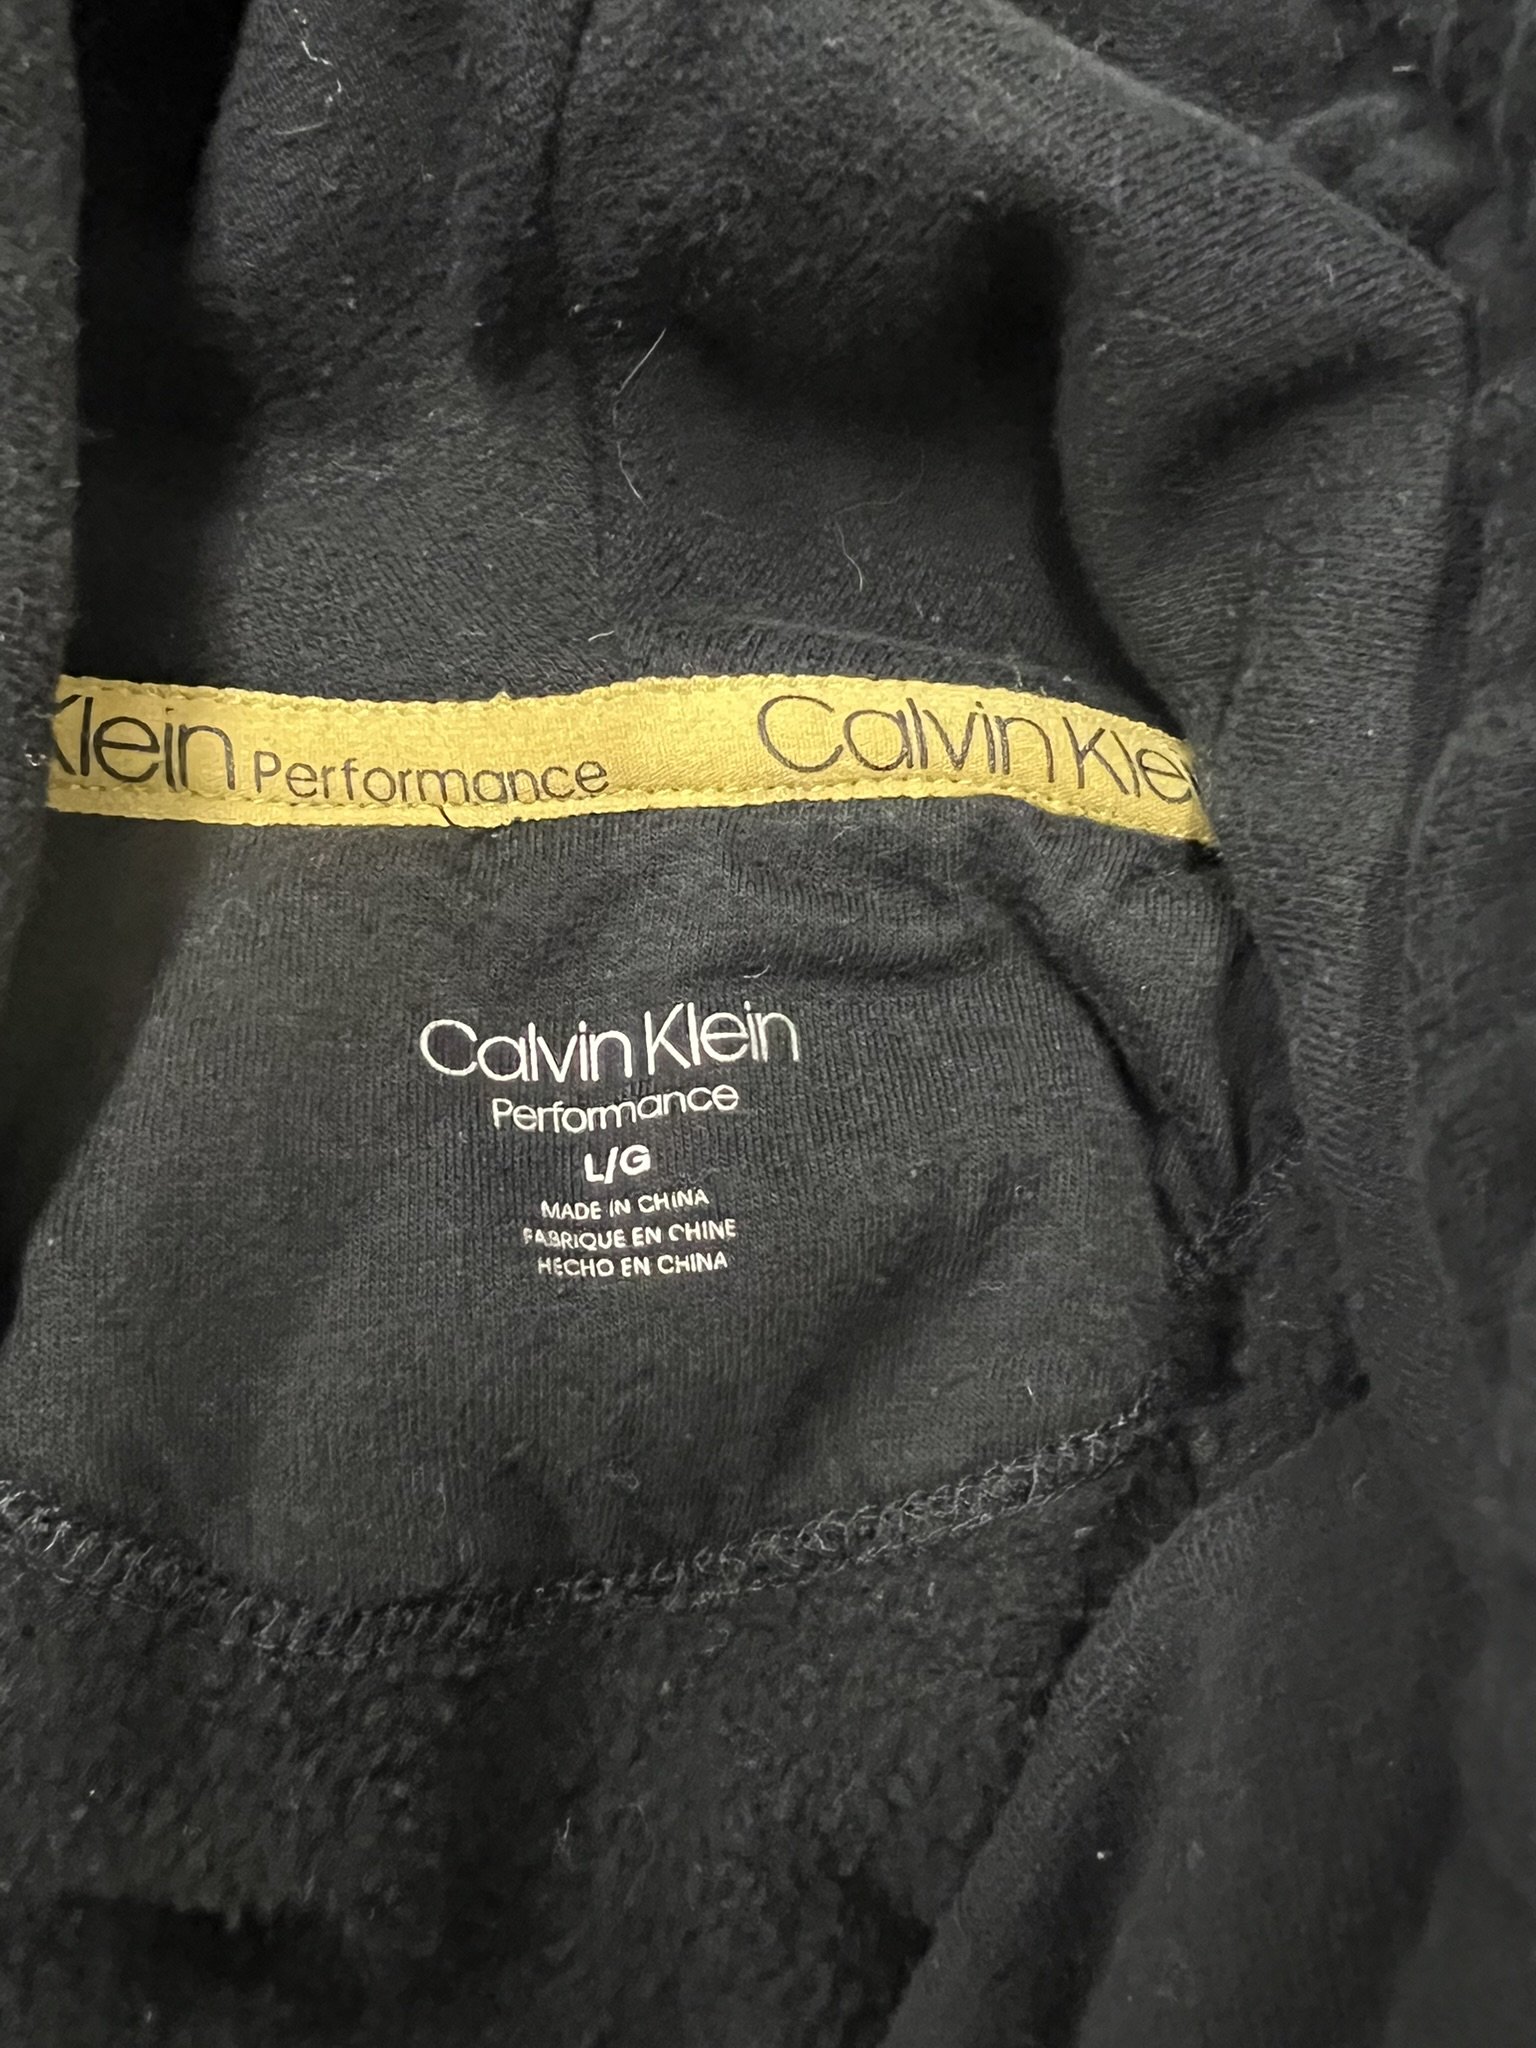 Klein Performance Calvin Kle
Calvin Klein
Performance
L/G
MADE IN CHINA
FABRIQUE EN CHINE
HECHO EN CHINA